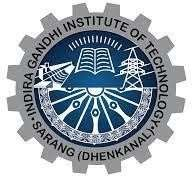 INDIRA GANDHI INSTITUTE OF TECHNOLOGY
SARANG (DHENKANAL)